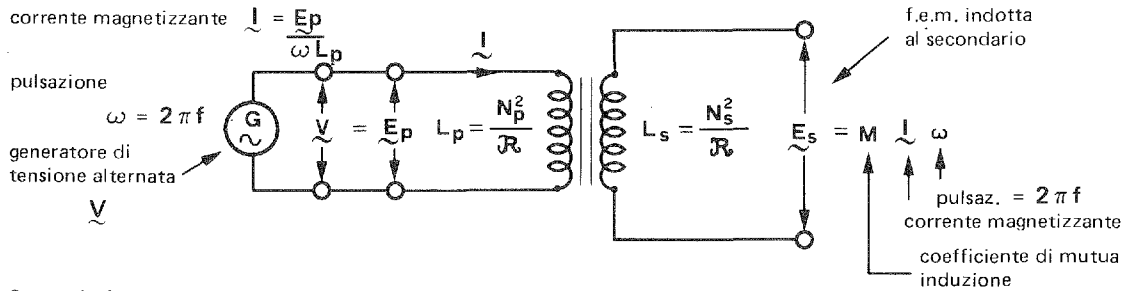 corrente magnetizzante I = Ep / ωLp
pulsazione
ω = 2πf
generatore di
tensione alternata
V
G
V = Ep
I
Lp = Np² / ℛ
Ls = Ns² / ℛ
f.e.m. indotta
al secondario
Es = M I ω
pulsaz. = 2πf
corrente magnetizzante
coefficiente di mutua
induzione